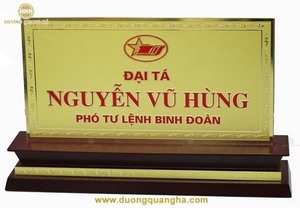 ĐẠI TÁ
NGUYỄN VŨ HÙNG
PHÓ TƯ LỆNH BINH ĐOÀN
www.duongquangha.com